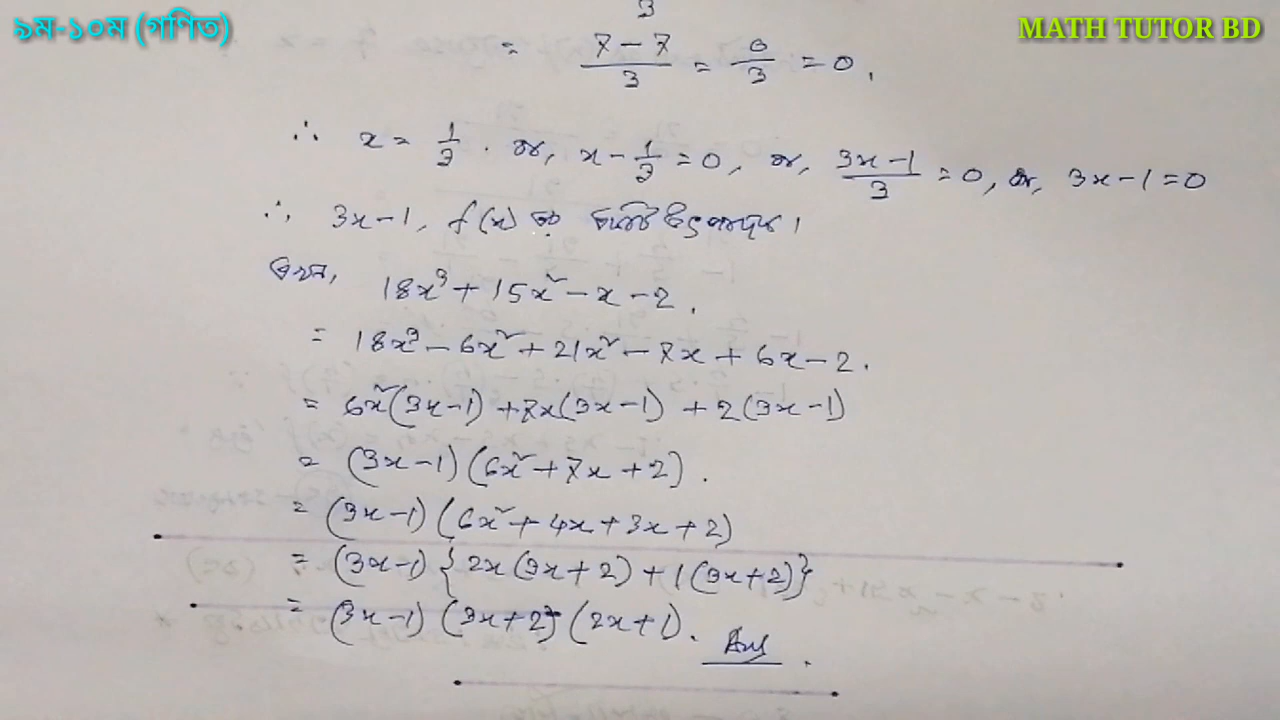 ৯ম-১০ম (গণিত)
MATH TUTOR BD
3
= 7 - 7 / 3 = 0/3 = 0.
∴ x = 1/3 . বা, x - 1/3 = 0, বা, 3x - 1 / 3 = 0, বা, 3x - 1 = 0
∴ 3x - 1, f(x) এর একটি উৎপাদক।
এখন, 18x³ + 15x² - x - 2.
= 18x³ - 6x² + 21x² - 7x + 6x - 2.
= 6x²(3x-1) + 7x(3x-1) + 2(3x-1)
= (3x-1)(6x² + 7x + 2).
= (3x-1)(6x² + 4x + 3x + 2)
= (3x-1){2x(3x+2) + 1(3x+2)}
= (3x-1)(3x+2)(2x+1). Ans.